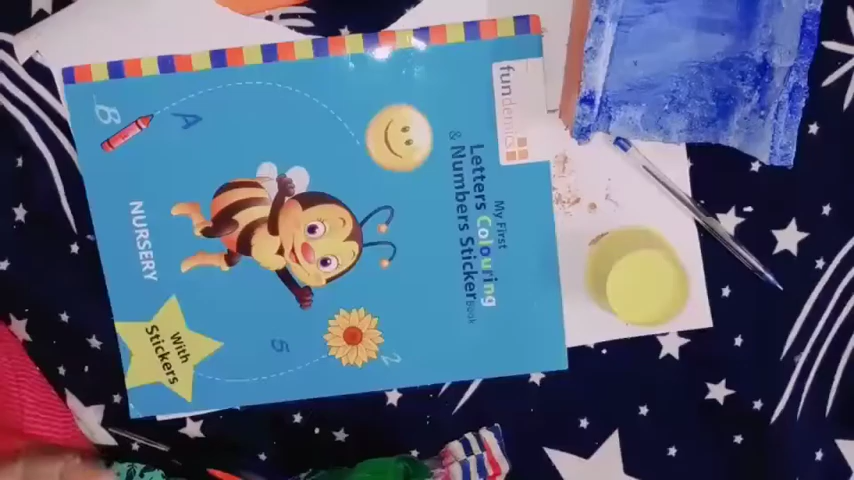 fundemics
My First
Letters Colouring
& Numbers Sticker Book
B
A
NURSERY
With
Stickers
5
2